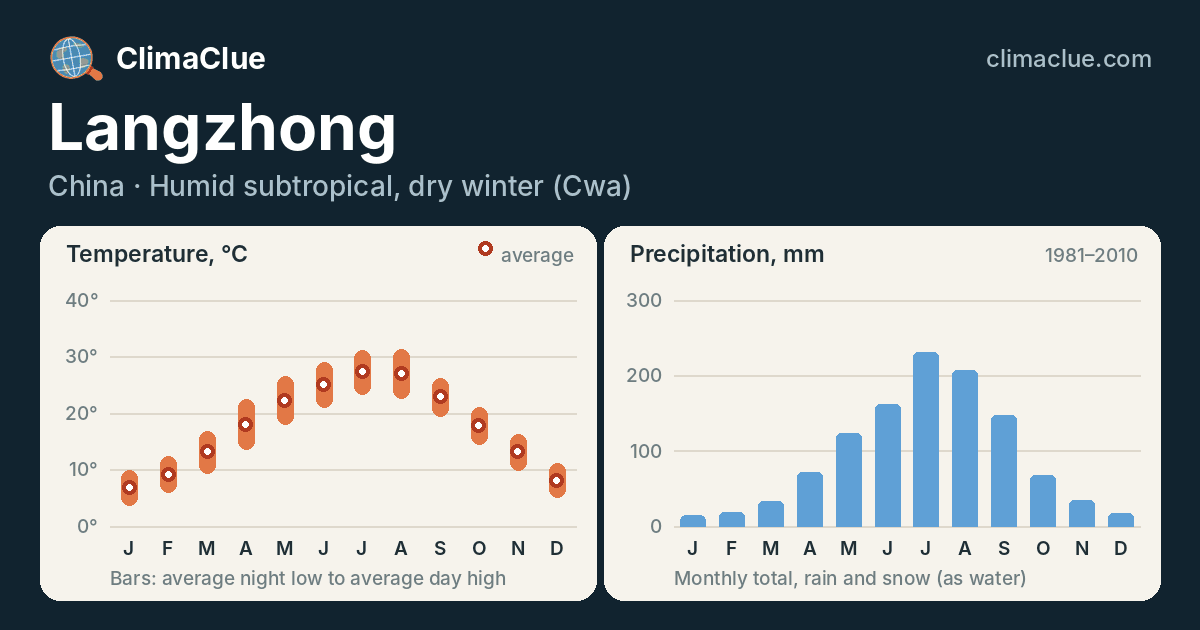 ClimaClue
climaclue.com
Langzhong
China · Humid subtropical, dry winter (Cwa)
Temperature, °C
average
40°
30°
20°
10°
0°
J F M A M J J A S O N D
Bars: average night low to average day high
Precipitation, mm
1981–2010
300
200
100
0
J F M A M J J A S O N D
Monthly total, rain and snow (as water)